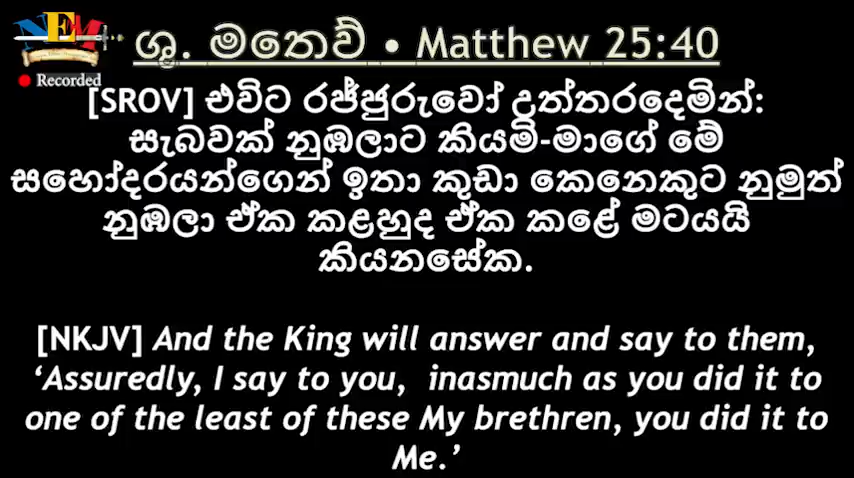 NEM
Recorded
ශු. මතෙව් • Matthew 25:40
[SROV] එවිට රජ්ජුරුවෝ උත්තරදෙමින්:
සැබවක් නුඹලාට කියමි-මාගේ මේ
සහෝදරයන්ගෙන් ඉතා කුඩා කෙනෙකුට නුමුත්
නුඹලා ඒක කළහුද ඒක කළේ මටයයි
කියනසේක.
[NKJV] And the King will answer and say to them,
‘Assuredly, I say to you, inasmuch as you did it to
one of the least of these My brethren, you did it to
Me.’